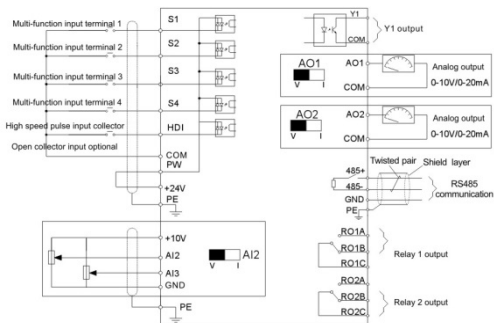 Multi-function input terminal 1
S1
Multi-function input terminal 2
S2
Multi-function input terminal 3
S3
Multi-function input terminal 4
S4
High speed pulse input collector
HDI
Open collector input optional
COM
PW
+24V
PE
+10V
AI2
AI3
GND
V I
AI2
PE
Y1
COM
Y1 output
AO1
V I
AO1
COM
Analog output
0-10V/0-20mA
AO2
V I
AO2
COM
Analog output
0-10V/0-20mA
Twisted pair
Shield layer
485+
485-
GND
PE
RS485
communication
RO1A
RO1B
RO1C
Relay 1 output
RO2A
RO2B
RO2C
Relay 2 output